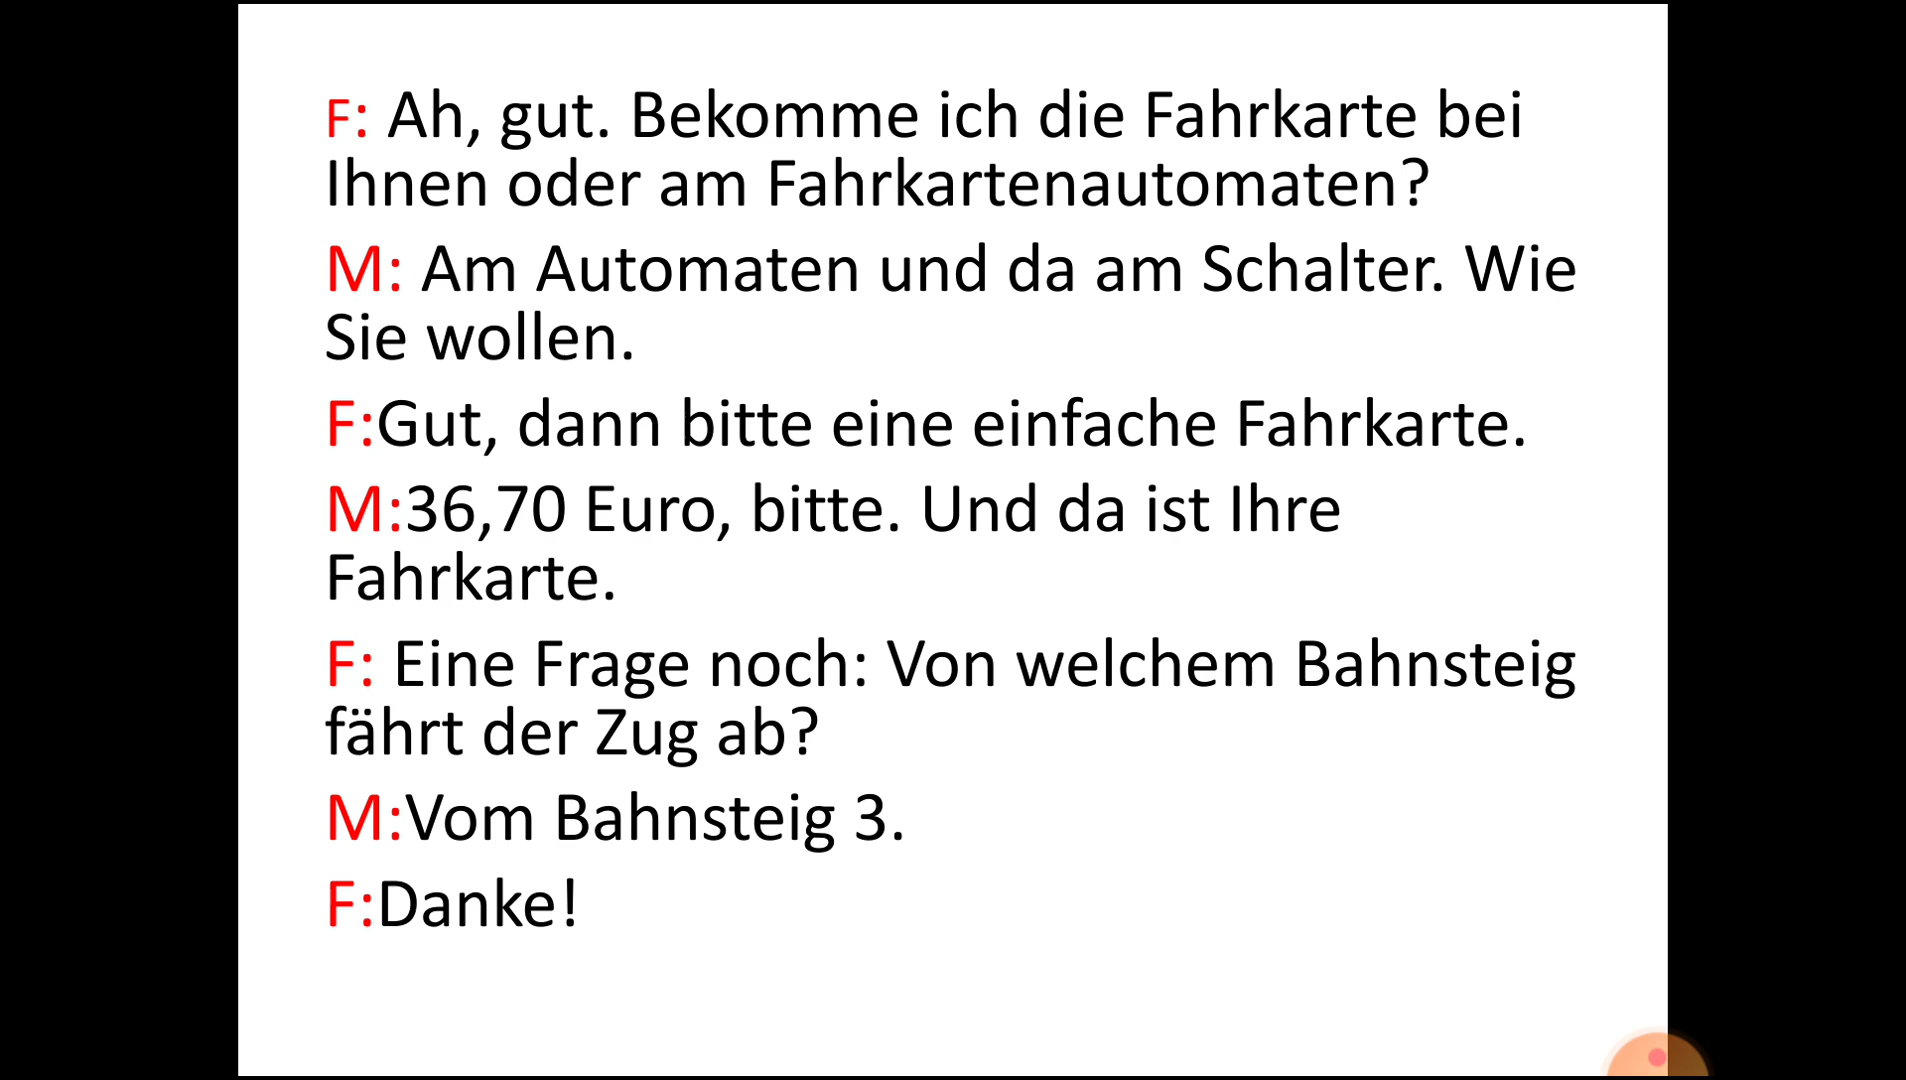 F: Ah, gut. Bekomme ich die Fahrkarte bei
Ihnen oder am Fahrkartenautomaten?
M: Am Automaten und da am Schalter. Wie
Sie wollen.
F:Gut, dann bitte eine einfache Fahrkarte.
M:36,70 Euro, bitte. Und da ist Ihre
Fahrkarte.
F: Eine Frage noch: Von welchem Bahnsteig
fährt der Zug ab?
M:Vom Bahnsteig 3.
F:Danke!